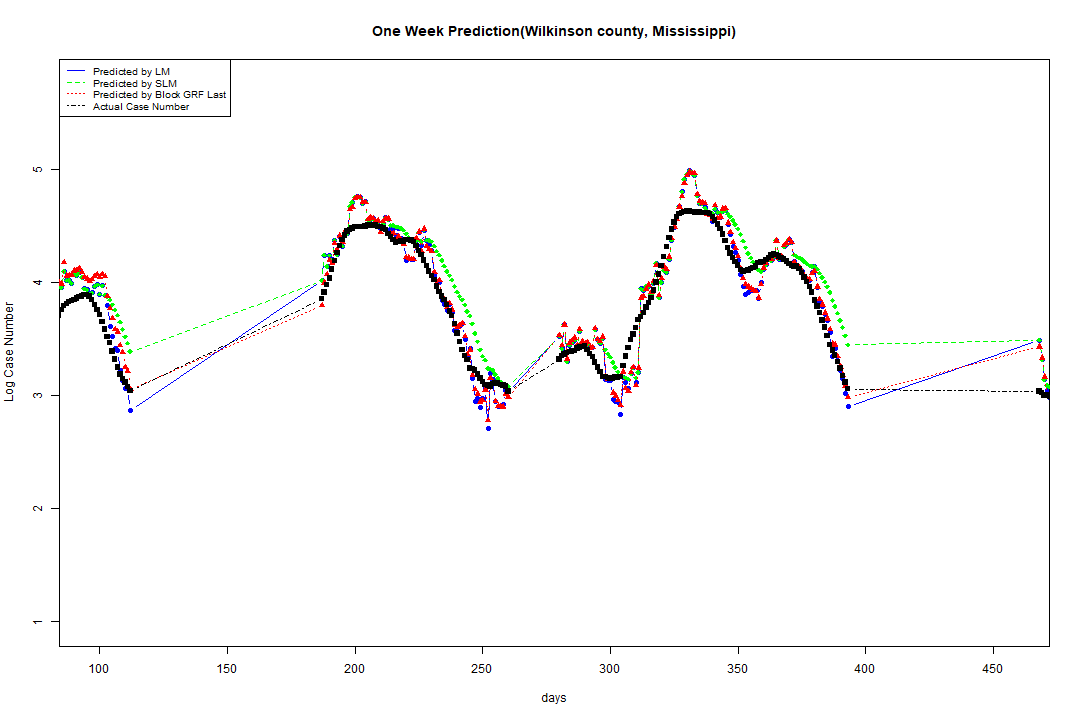 One Week Prediction(Wilkinson county, Mississippi)
Predicted by LM
Predicted by SLM
Predicted by Block GRF Last
Actual Case Number
5
4
3
2
1
Log Case Number
100 150 200 250 300 350 400 450
days